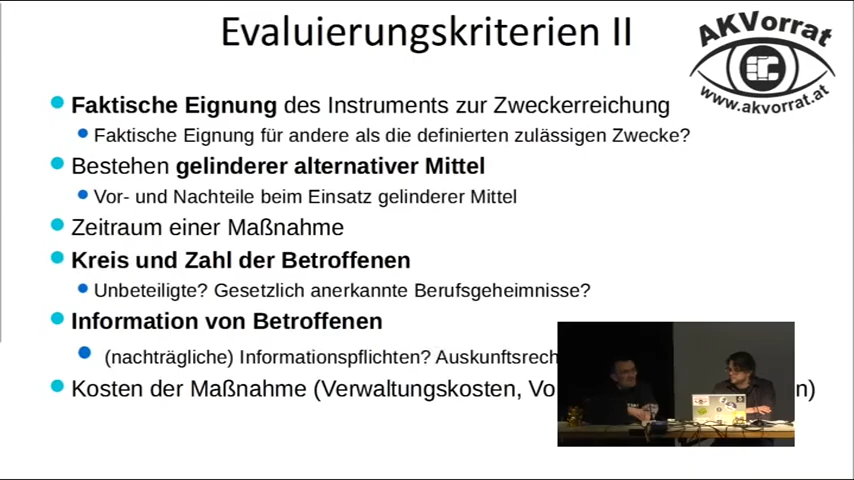 Evaluierungskriterien II
AKVorrat
www.akvorrat.at
Faktische Eignung des Instruments zur Zweckerreichung
Faktische Eignung für andere als die definierten zulässigen Zwecke?
Bestehen gelinderer alternativer Mittel
Vor- und Nachteile beim Einsatz gelinderer Mittel
Zeitraum einer Maßnahme
Kreis und Zahl der Betroffenen
Unbeteiligte? Gesetzlich anerkannte Berufsgeheimnisse?
Information von Betroffenen
(nachträgliche) Informationspflichten? Auskunftsrech
Kosten der Maßnahme (Verwaltungskosten, Vo n)